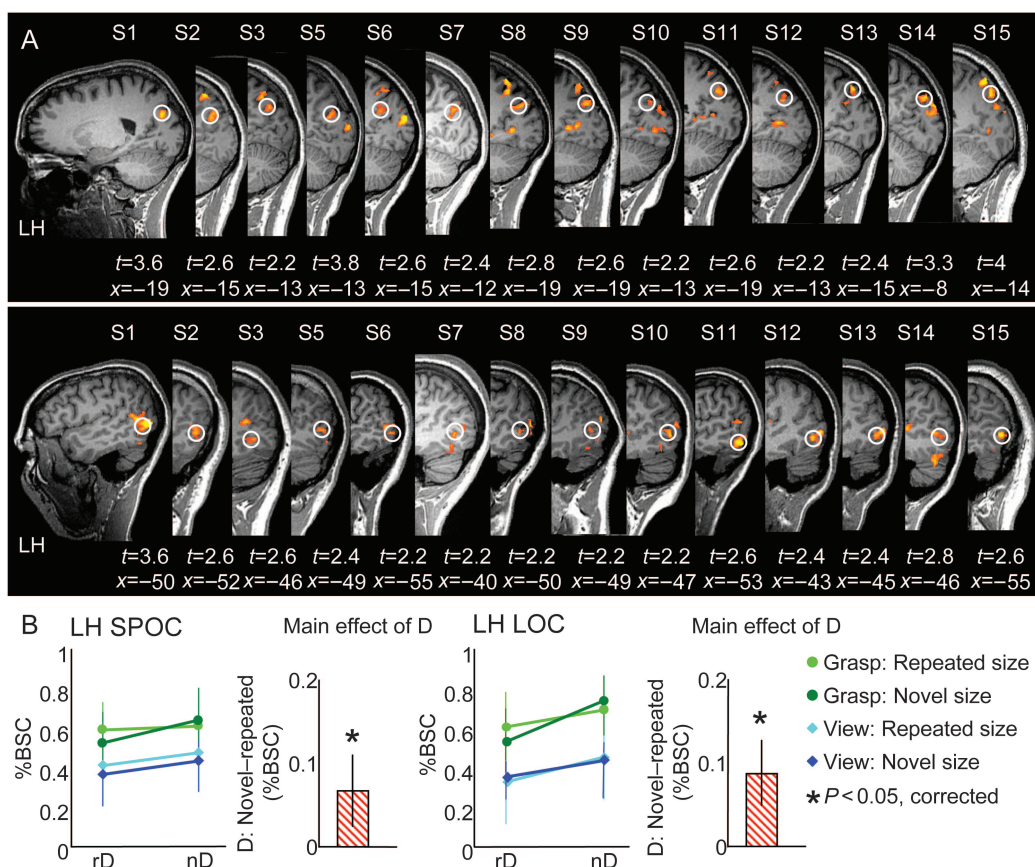 A
S1 S2 S3 S5 S6 S7 S8 S9 S10 S11 S12 S13 S14 S15
LH
t=3.6 t=2.6 t=2.2 t=3.8 t=2.6 t=2.4 t=2.8 t=2.6 t=2.2 t=2.6 t=2.2 t=2.4 t=3.3 t=4
x=−19 x=−15 x=−13 x=−13 x=−15 x=−12 x=−19 x=−19 x=−13 x=−19 x=−13 x=−15 x=−8 x=−14
S1 S2 S3 S5 S6 S7 S8 S9 S10 S11 S12 S13 S14 S15
LH
t=3.6 t=2.6 t=2.6 t=2.4 t=2.2 t=2.2 t=2.2 t=2.2 t=2.2 t=2.6 t=2.4 t=2.4 t=2.8 t=2.6
x=−50 x=−52 x=−46 x=−49 x=−55 x=−40 x=−50 x=−49 x=−47 x=−53 x=−43 x=−45 x=−46 x=−55
B
LH SPOC
%BSC
1
0.8
0.6
0.4
0.2
0
rD nD
Main effect of D
D: Novel–repeated
(%BSC)
0.2
0.1
0
*
LH LOC
%BSC
1
0.8
0.6
0.4
0.2
0
rD nD
Main effect of D
D: Novel–repeated
(%BSC)
0.2
0.1
0
*
Grasp: Repeated size
Grasp: Novel size
View: Repeated size
View: Novel size
* P<0.05, corrected